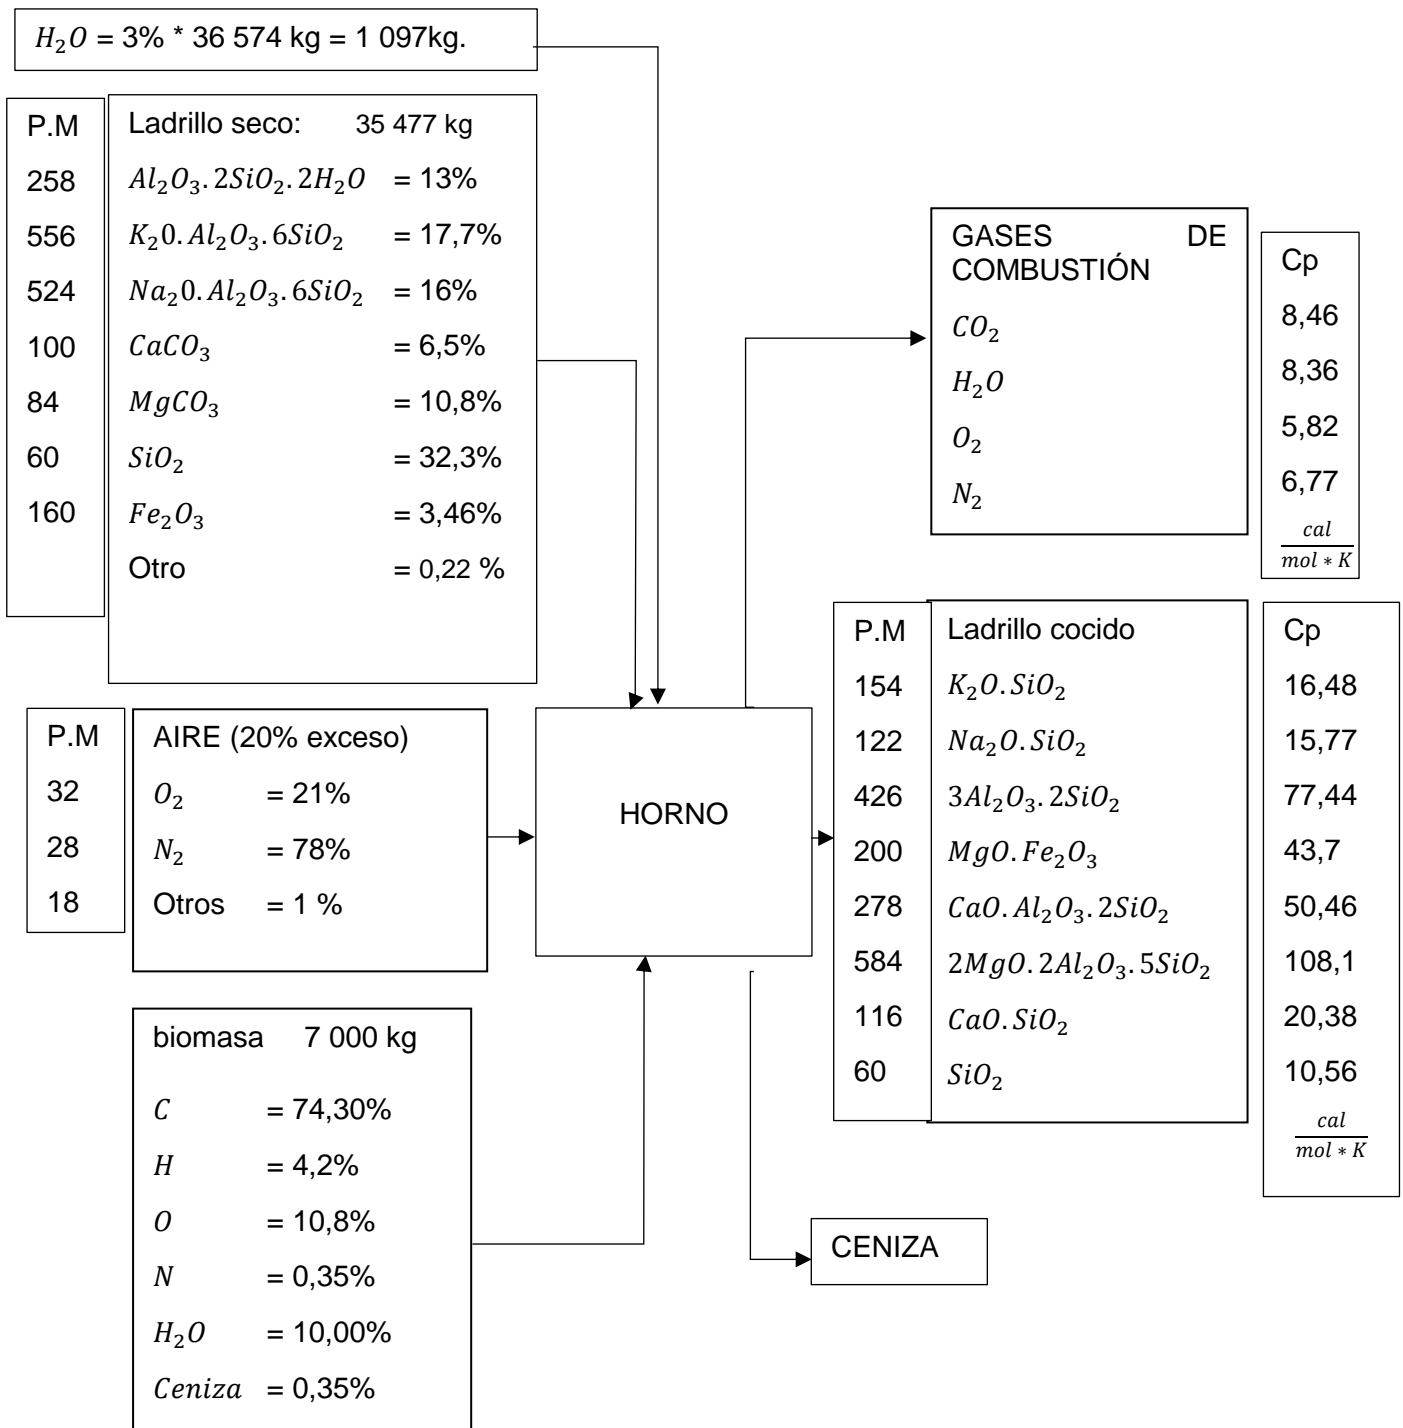 H₂O = 3% * 36 574 kg = 1 097kg.
P.M
258
556
524
100
84
60
160
Ladrillo seco: 35 477 kg
Al₂O₃.2SiO₂.2H₂O = 13%
K₂0.Al₂O₃.6SiO₂ = 17,7%
Na₂0.Al₂O₃.6SiO₂ = 16%
CaCO₃ = 6,5%
MgCO₃ = 10,8%
SiO₂ = 32,3%
Fe₂O₃ = 3,46%
Otro = 0,22 %
GASES DE
COMBUSTIÓN
CO₂
H₂O
O₂
N₂
Cp
8,46
8,36
5,82
6,77
cal
mol * K
P.M
32
28
18
AIRE (20% exceso)
O₂ = 21%
N₂ = 78%
Otros = 1 %
HORNO
P.M
154
122
426
200
278
584
116
60
Ladrillo cocido
K₂O.SiO₂
Na₂O.SiO₂
3Al₂O₃.2SiO₂
MgO.Fe₂O₃
CaO.Al₂O₃.2SiO₂
2MgO.2Al₂O₃.5SiO₂
CaO.SiO₂
SiO₂
Cp
16,48
15,77
77,44
43,7
50,46
108,1
20,38
10,56
cal
mol * K
biomasa 7 000 kg
C = 74,30%
H = 4,2%
O = 10,8%
N = 0,35%
H₂O = 10,00%
Ceniza = 0,35%
CENIZA